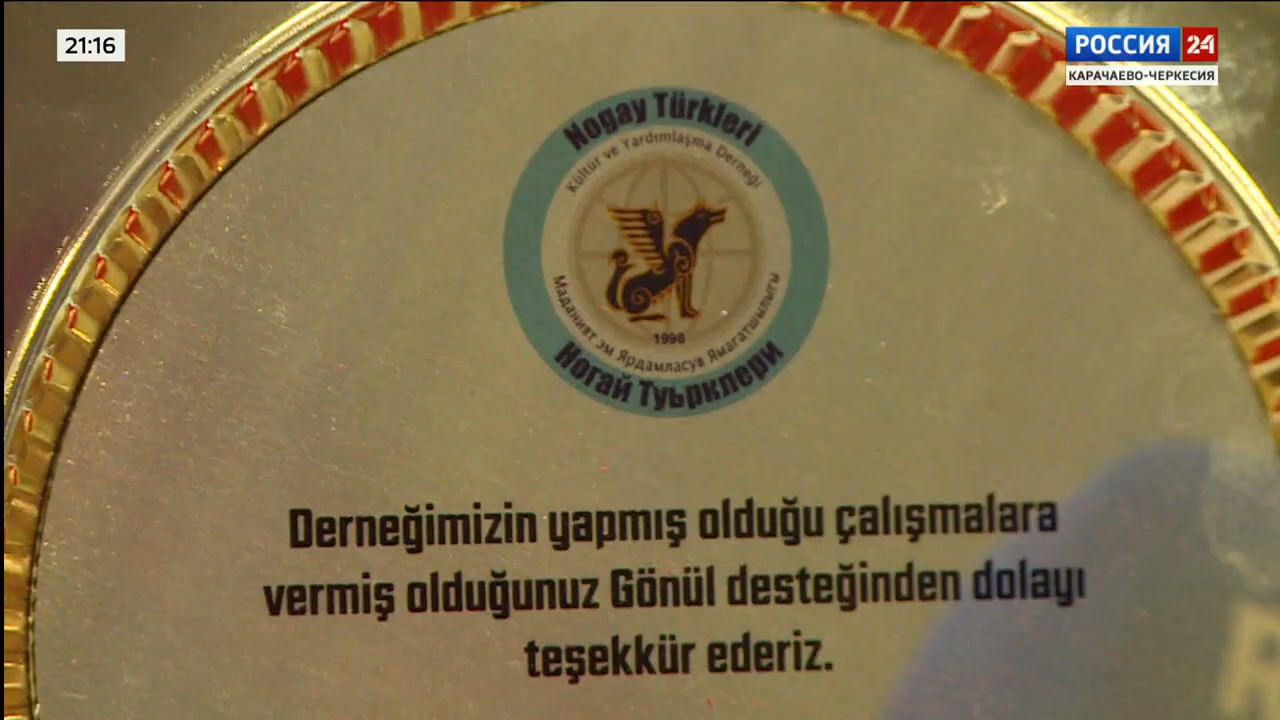 21:16
РОССИЯ 24
КАРАЧАЕВО-ЧЕРКЕСИЯ
Nogay Türkleri
Kültür ve Yardımlaşma Derneği
1996
Маданият эм Ярдамласув Ямагатшылыгы
Ногай Туьрклери
Derneğimizin yapmış olduğu çalışmalara
vermiş olduğunuz Gönül desteğinden dolayı
teşekkür ederiz.